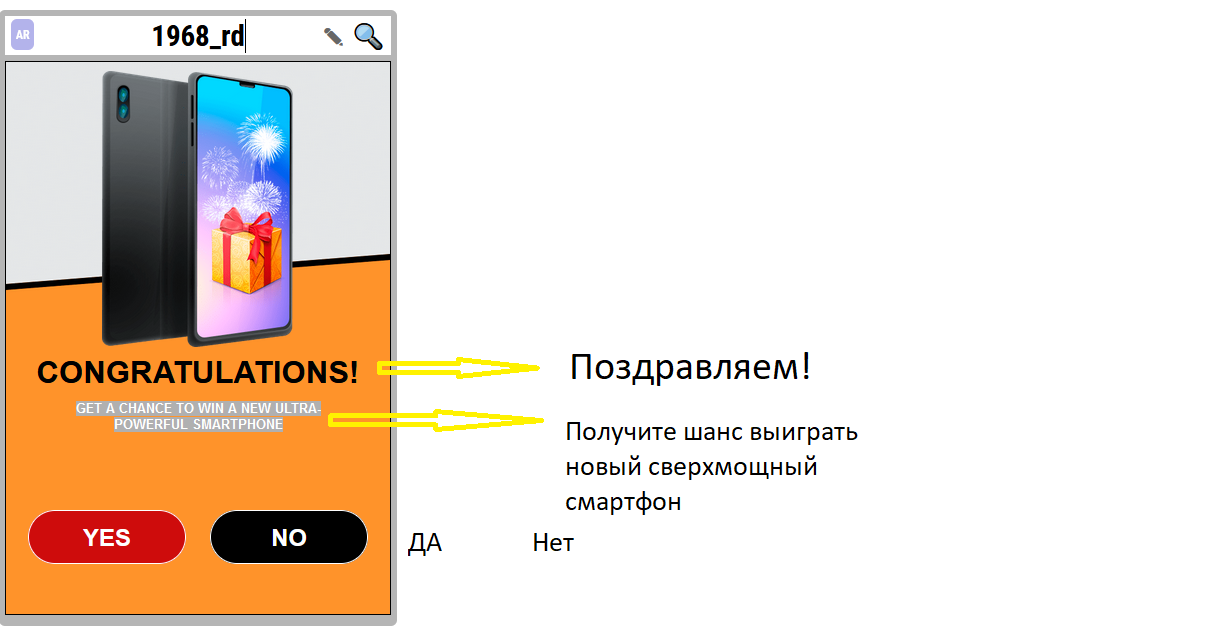 AR
1968_rd
CONGRATULATIONS!
Поздравляем!
GET A CHANCE TO WIN A NEW ULTRA-
POWERFUL SMARTPHONE
Получите шанс выиграть
новый сверхмощный
смартфон
YES
NO
ДА
Нет